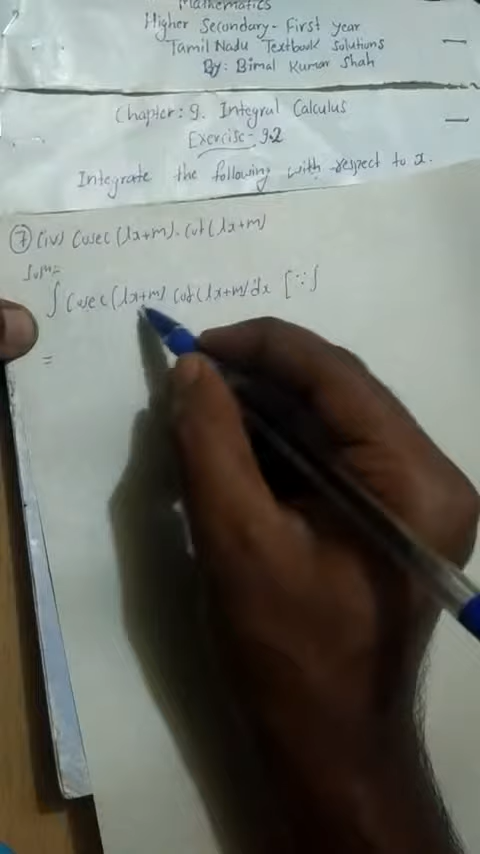 Mathematics
Higher Secondary - First year
Tamil Nadu Textbook Solutions
By: Bimal Kumar Shah
Chapter: 9. Integral Calculus
Exercise - 9.2
Integrate the following with respect to x.
⑦ (iv) Cosec (lx+m). Cot (lx+m)
Soln=
∫ Cosec (lx+m) Cot (lx+m) dx [∵∫
=